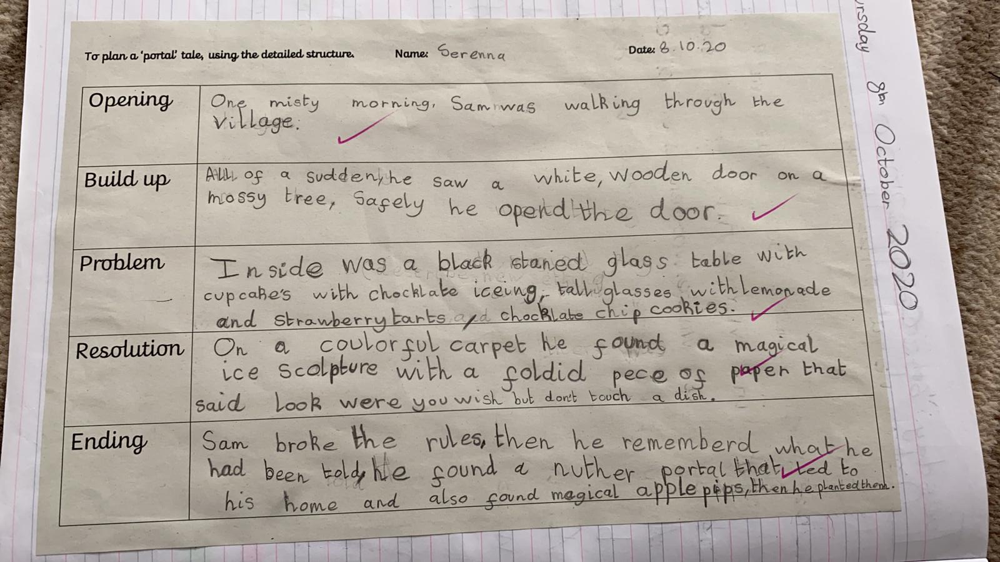 To plan a 'portal' tale, using the detailed structure. Name: Serenna Date: 8.10.20
Opening
One misty morning, Sam was walking through the
Village.
Build up
All of a sudden, he saw a white, wooden door on a
mossy tree, Safely he opend the door.
Problem
Inside was a black staned glass table with
cupcake's with chocklate iceing, tall glasses with lemonade
and strawberry tarts and chocklate chip cookies.
Resolution
On a coulorful carpet he found a magical
ice scolpture with a foldid pece of paper that
said look were you wish but don't touch a dish.
Ending
Sam broke the rules, then he rememberd what he
had been told, he found a nuther portal that led to
his home and also found magical apple pips, then he planted them.
ursday 8th October 2020